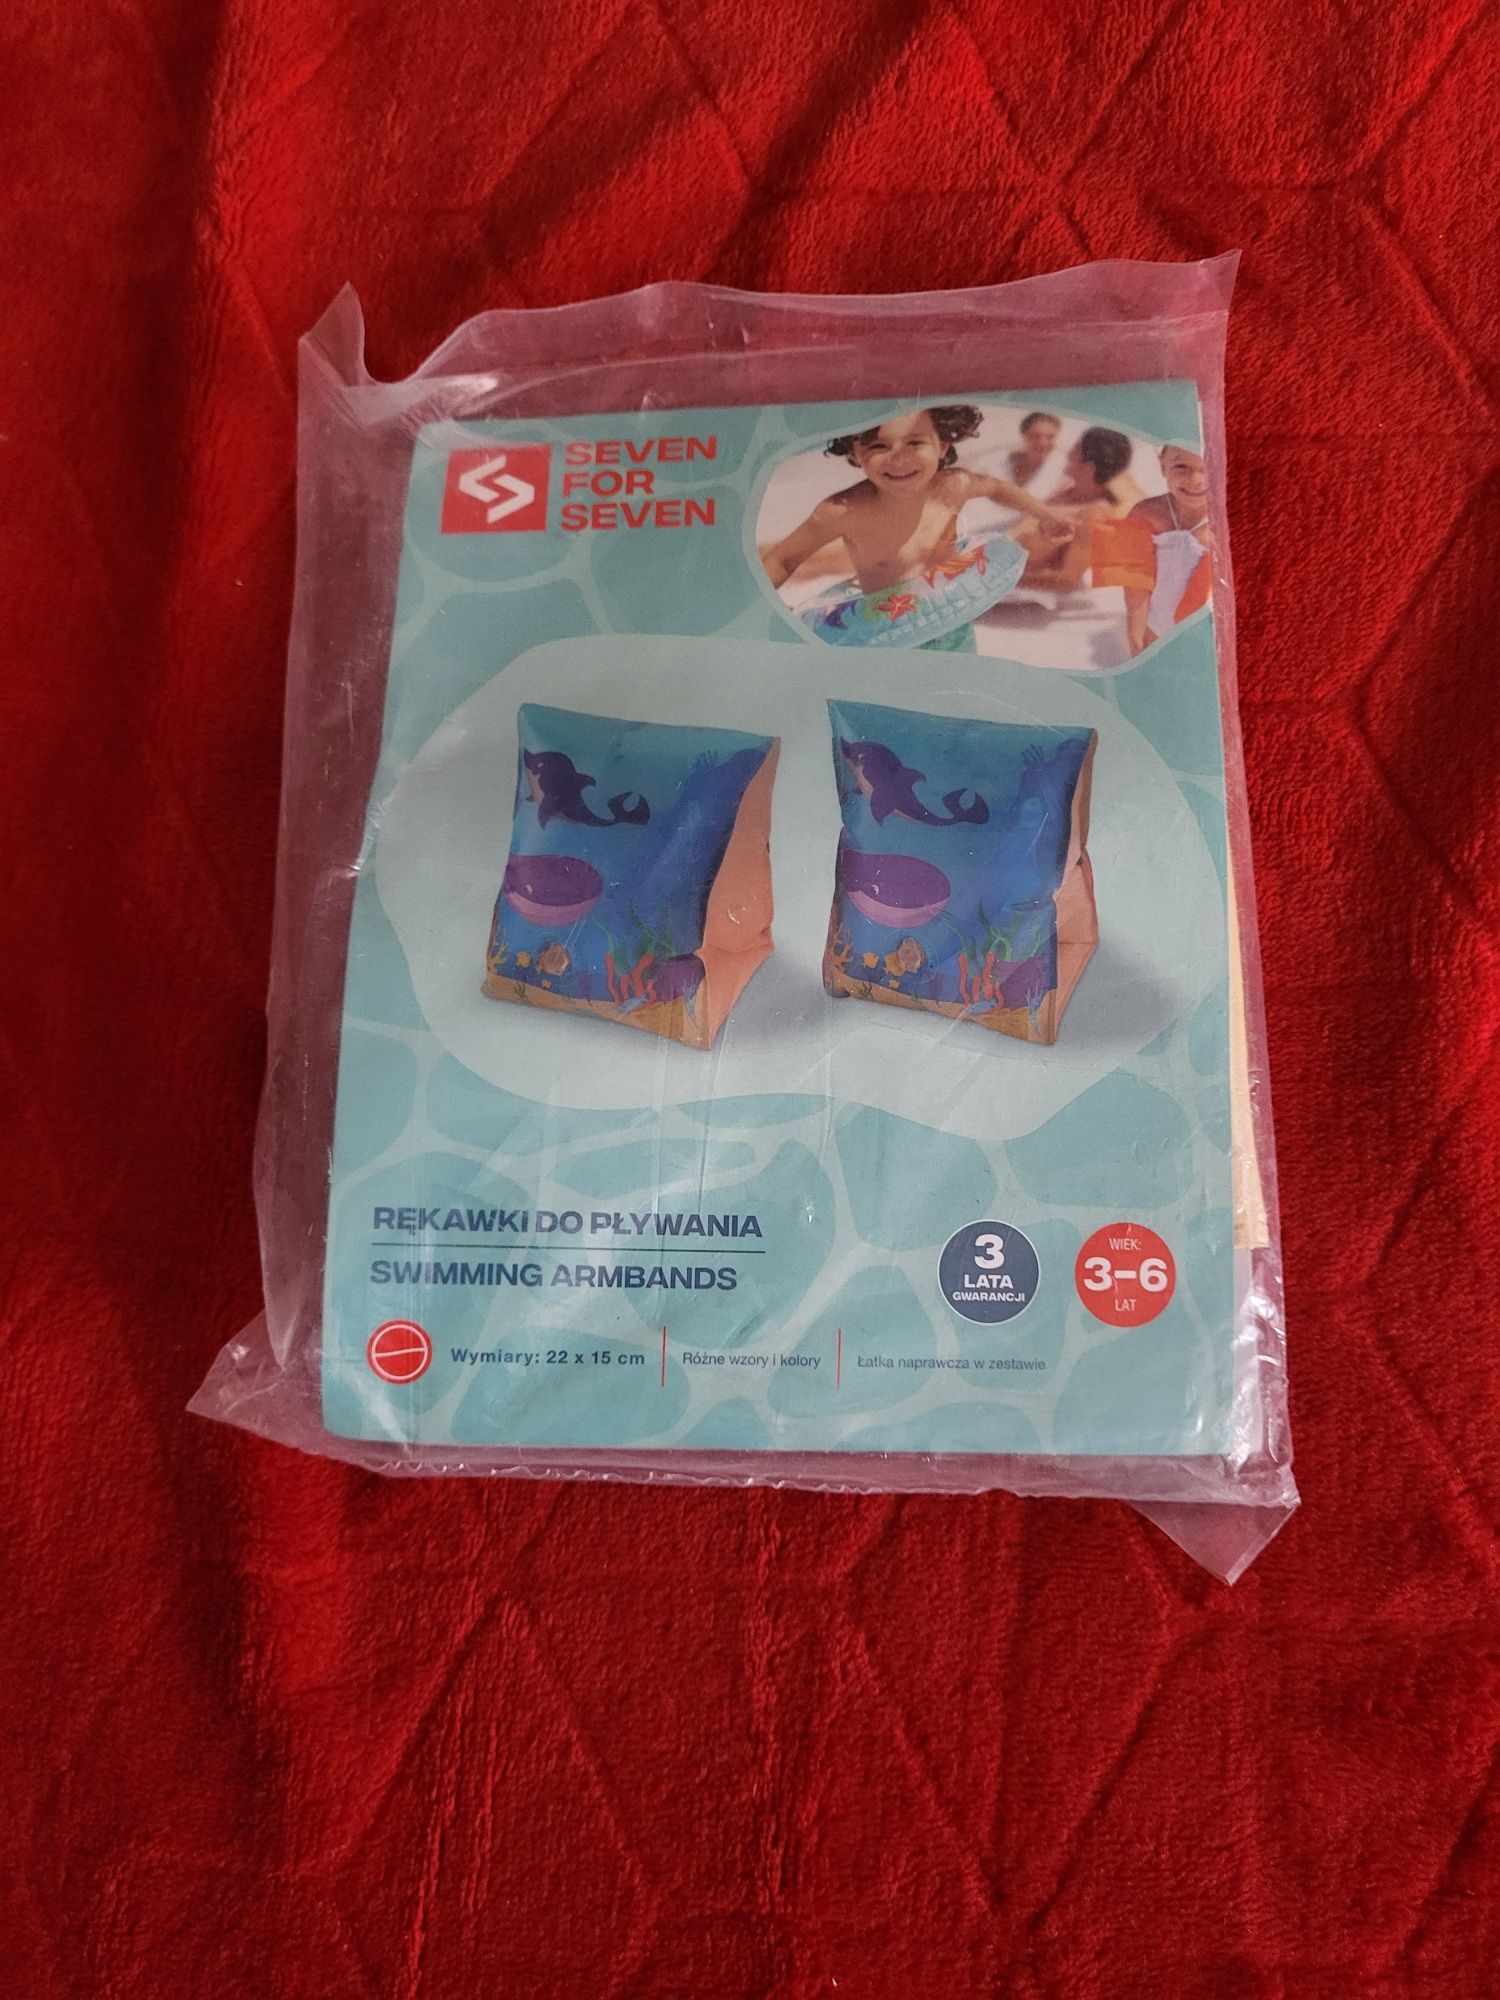 SEVEN
FOR
SEVEN
RĘKAWKI DO PŁYWANIA
SWIMMING ARMBANDS
3
LATA
GWARANCJI
WIEK:
3-6
LAT
Wymiary: 22 x 15 cm
Różne wzory i kolory
Łatka naprawcza w zestawie